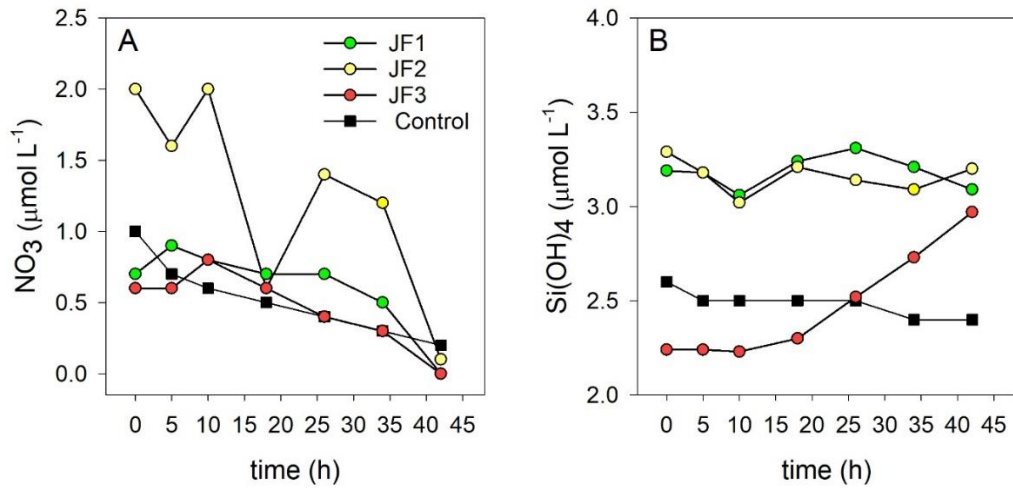 A
JF1
JF2
JF3
Control
NO3 (μmol L-1)
2.5
2.0
1.5
1.0
0.5
0.0
0 5 10 15 20 25 30 35 40 45
time (h)
B
Si(OH)4 (μmol L-1)
4.0
3.5
3.0
2.5
2.0
0 5 10 15 20 25 30 35 40 45
time (h)